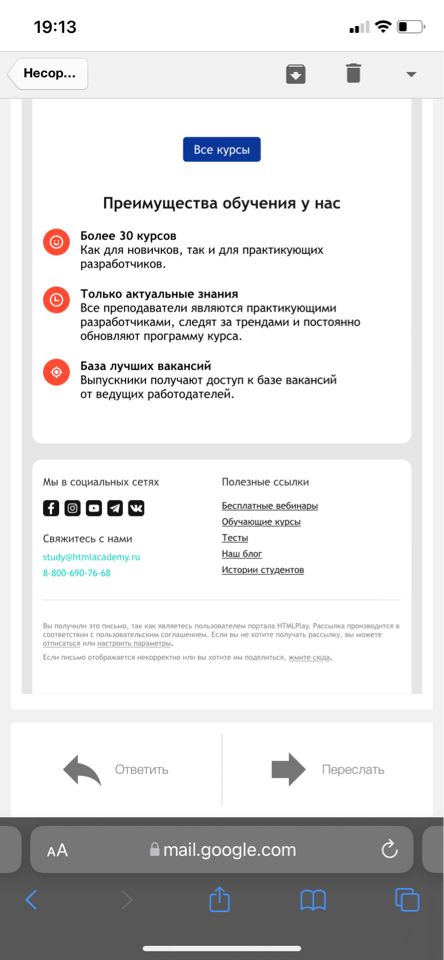 19:13
Несор...
Все курсы
Преимущества обучения у нас
Более 30 курсов
Как для новичков, так и для практикующих
разработчиков.
Только актуальные знания
Все преподаватели являются практикующими
разработчиками, следят за трендами и постоянно
обновляют программу курса.
База лучших вакансий
Выпускники получают доступ к базе вакансий
от ведущих работодателей.
Мы в социальных сетях
Свяжитесь с нами
study@htmlacademy.ru
8-800-690-76-68
Полезные ссылки
Бесплатные вебинары
Обучающие курсы
Тесты
Наш блог
Истории студентов
Вы получили это письмо, так как являетесь пользователем портала HTMLPlay. Рассылка производится в
соответствии с пользовательским соглашением. Если вы не хотите получать рассылку, вы можете
отписаться или настроить параметры.
Если письмо отображается некорректно или вы хотите им поделиться, жмите сюда.
Ответить
Переслать
AA
mail.google.com